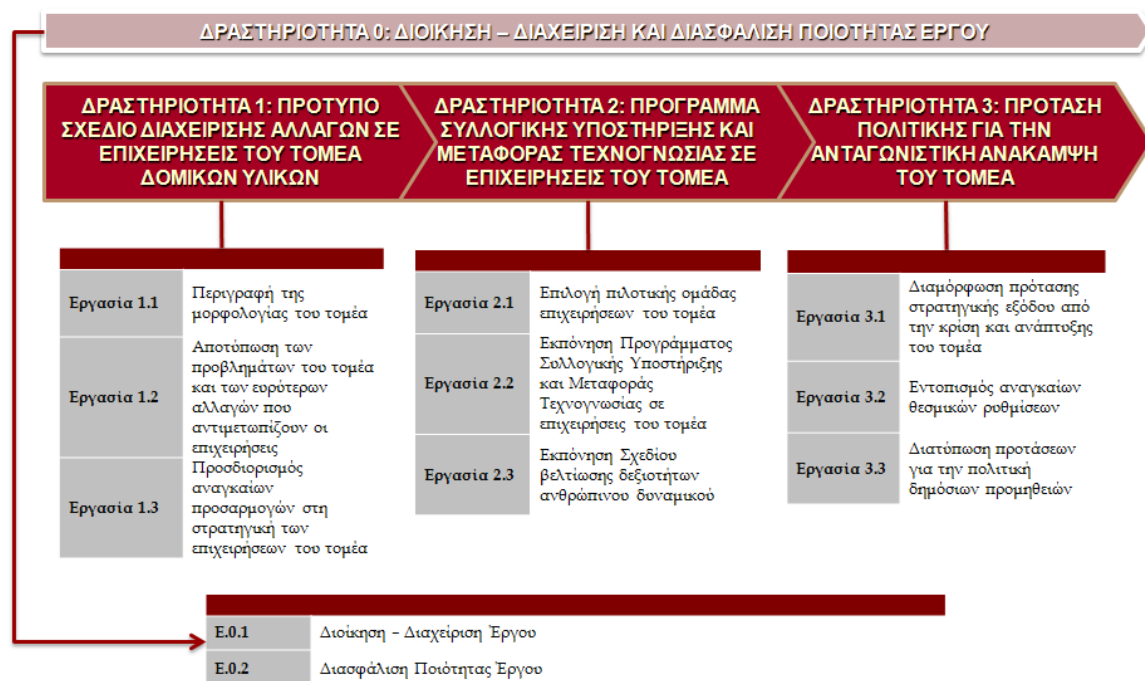 ΔΡΑΣΤΗΡΙΟΤΗΤΑ 0: ΔΙΟΙΚΗΣΗ – ΔΙΑΧΕΙΡΙΣΗ ΚΑΙ ΔΙΑΣΦΑΛΙΣΗ ΠΟΙΟΤΗΤΑΣ ΕΡΓΟΥ
ΔΡΑΣΤΗΡΙΟΤΗΤΑ 1: ΠΡΟΤΥΠΟ
ΣΧΕΔΙΟ ΔΙΑΧΕΙΡΙΣΗΣ ΑΛΛΑΓΩΝ ΣΕ
ΕΠΙΧΕΙΡΗΣΕΙΣ ΤΟΥ ΤΟΜΕΑ
ΔΟΜΙΚΩΝ ΥΛΙΚΩΝ
ΔΡΑΣΤΗΡΙΟΤΗΤΑ 2: ΠΡΟΓΡΑΜΜΑ
ΣΥΛΛΟΓΙΚΗΣ ΥΠΟΣΤΗΡΙΞΗΣ ΚΑΙ
ΜΕΤΑΦΟΡΑΣ ΤΕΧΝΟΓΝΩΣΙΑΣ ΣΕ
ΕΠΙΧΕΙΡΗΣΕΙΣ ΤΟΥ ΤΟΜΕΑ
ΔΡΑΣΤΗΡΙΟΤΗΤΑ 3: ΠΡΟΤΑΣΗ
ΠΟΛΙΤΙΚΗΣ ΓΙΑ ΤΗΝ
ΑΝΤΑΓΩΝΙΣΤΙΚΗ ΑΝΑΚΑΜΨΗ
ΤΟΥ ΤΟΜΕΑ
Εργασία 1.1
Περιγραφή της
μορφολογίας του τομέα
Εργασία 1.2
Αποτύπωση των
προβλημάτων του τομέα
και των ευρύτερων
αλλαγών που
αντιμετωπίζουν οι
επιχειρήσεις
Εργασία 1.3
Προσδιορισμός
αναγκαίων
προσαρμογών στη
στρατηγική των
επιχειρήσεων του τομέα
Εργασία 2.1
Επιλογή πιλοτικής ομάδας
επιχειρήσεων του τομέα
Εργασία 2.2
Εκπόνηση Προγράμματος
Συλλογικής Υποστήριξης
και Μεταφοράς
Τεχνογνωσίας σε
επιχειρήσεις του τομέα
Εργασία 2.3
Εκπόνηση Σχεδίου
βελτίωσης δεξιοτήτων
ανθρώπινου δυναμικού
Εργασία 3.1
Διαμόρφωση πρότασης
στρατηγικής εξόδου από
την κρίση και ανάπτυξης
του τομέα
Εργασία 3.2
Εντοπισμός αναγκαίων
θεσμικών ρυθμίσεων
Εργασία 3.3
Διατύπωση προτάσεων
για την πολιτική
δημόσιων προμηθειών
Ε.0.1 Διοίκηση – Διαχείριση Έργου
Ε.0.2 Διασφάλιση Ποιότητας Έργου